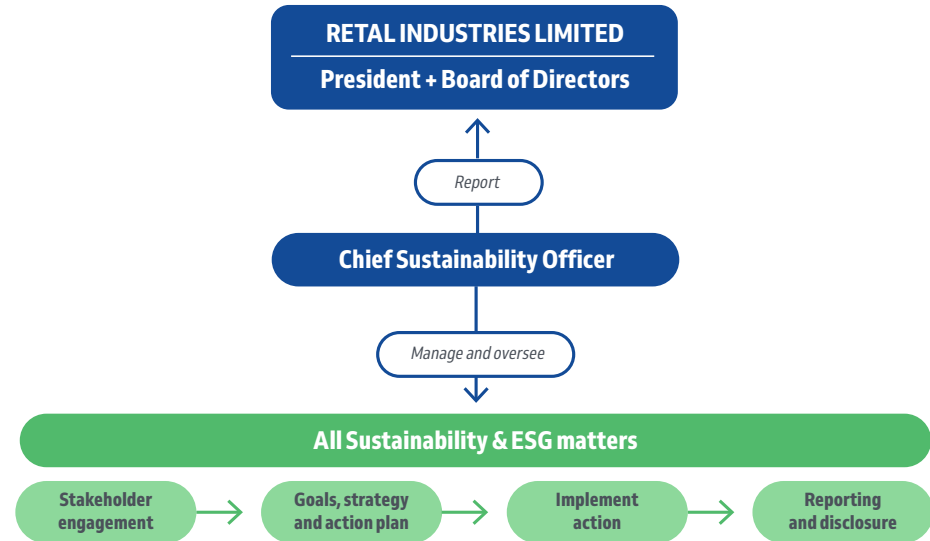 RETAL INDUSTRIES LIMITED
President + Board of Directors
Report
Chief Sustainability Officer
Manage and oversee
All Sustainability & ESG matters
Stakeholder
engagement
Goals, strategy
and action plan
Implement
action
Reporting
and disclosure